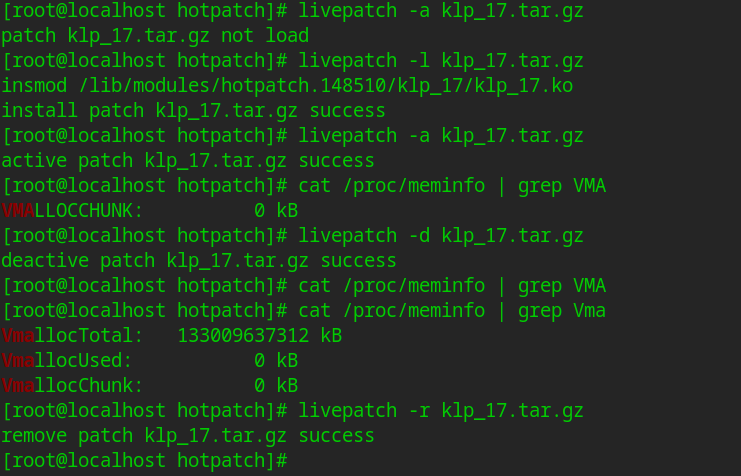 [root@localhost hotpatch]# livepatch -a klp_17.tar.gz
patch klp_17.tar.gz not load
[root@localhost hotpatch]# livepatch -l klp_17.tar.gz
insmod /lib/modules/hotpatch.148510/klp_17/klp_17.ko
install patch klp_17.tar.gz success
[root@localhost hotpatch]# livepatch -a klp_17.tar.gz
active patch klp_17.tar.gz success
[root@localhost hotpatch]# cat /proc/meminfo | grep VMA
VMALLOCCHUNK:          0 kB
[root@localhost hotpatch]# livepatch -d klp_17.tar.gz
deactive patch klp_17.tar.gz success
[root@localhost hotpatch]# cat /proc/meminfo | grep VMA
[root@localhost hotpatch]# cat /proc/meminfo | grep Vma
VmallocTotal:   133009637312 kB
VmallocUsed:           0 kB
VmallocChunk:          0 kB
[root@localhost hotpatch]# livepatch -r klp_17.tar.gz
remove patch klp_17.tar.gz success
[root@localhost hotpatch]#